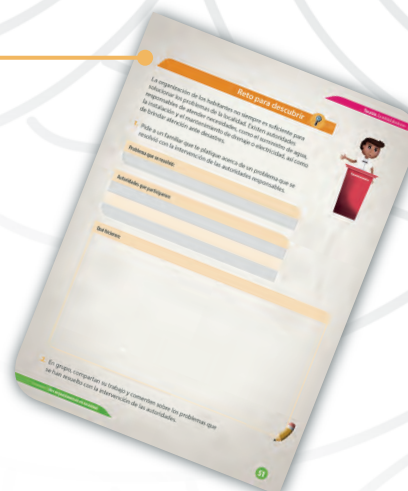 Reto para descubrir
La organización de los habitantes no siempre es suficiente para
solucionar los problemas de la localidad. Existen autoridades
responsables de atender necesidades, como el suministro de agua,
la instalación y el mantenimiento de drenaje o electricidad, así como
de brindar atención ante desastres.
1. Pide a un familiar que te platique acerca de un problema que se
resolvió con la intervención de las autoridades responsables.
Problema que se resolvió:
Autoridades que participaron:
Qué hicieron:
2. En grupo, compartan su trabajo y comenten sobre los problemas que
se han resuelto con la intervención de las autoridades.
51